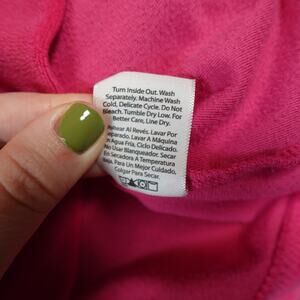 Turn Inside Out. Wash
Separately. Machine Wash
Cold, Delicate Cycle. Do Not
Bleach. Tumble Dry Low. For
Better Care, Line Dry.
Voltear Al Revés. Lavar Por
Separado. Lavar A Máquina
En Agua Fría. Ciclo Delicado.
No Usar Blanqueador. Secar
En Secadora A Temperatura
Baja. Para Un Mejor Cuidado,
Colgar Para Secar.